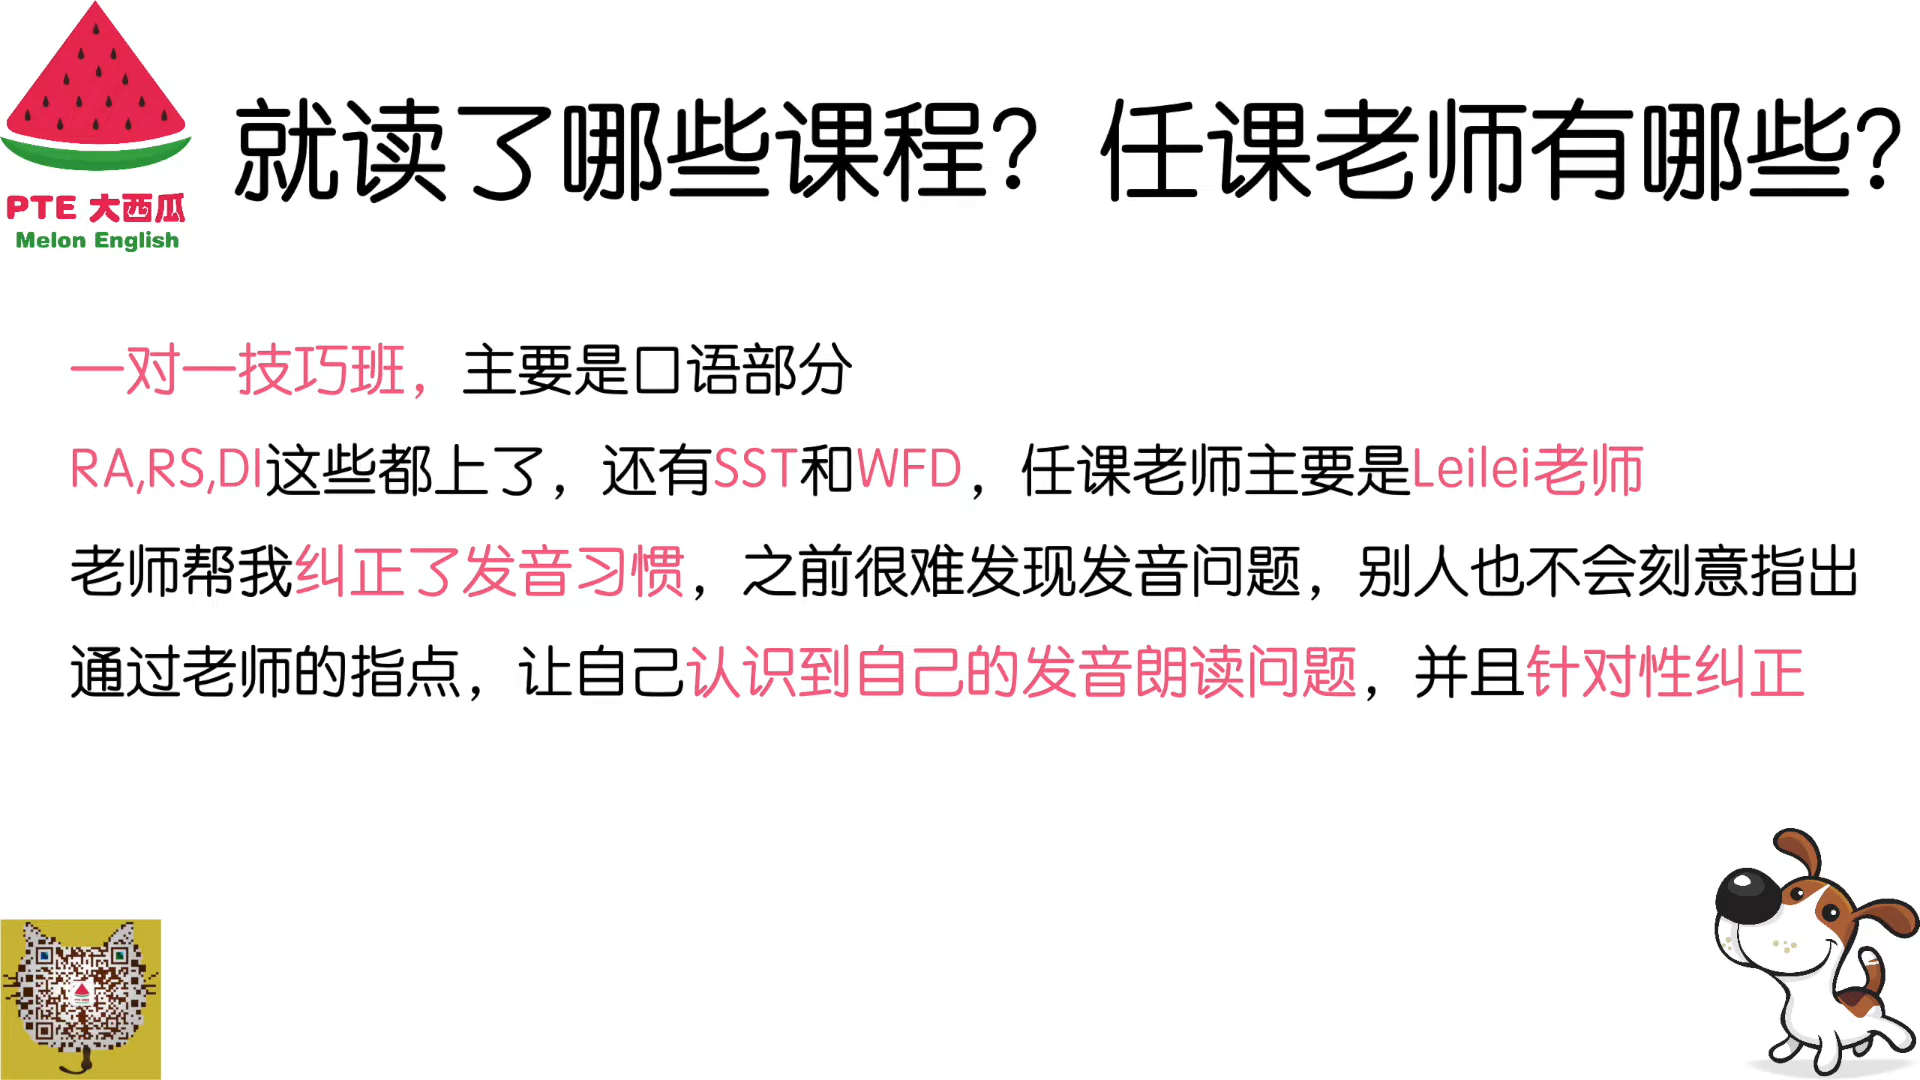 PTE 大西瓜
Melon English
就读了哪些课程？任课老师有哪些？
一对一技巧班，主要是口语部分
RA,RS,DI这些都上了，还有SST和WFD，任课老师主要是Leilei老师
老师帮我纠正了发音习惯，之前很难发现发音问题，别人也不会刻意指出
通过老师的指点，让自己认识到自己的发音朗读问题，并且针对性纠正